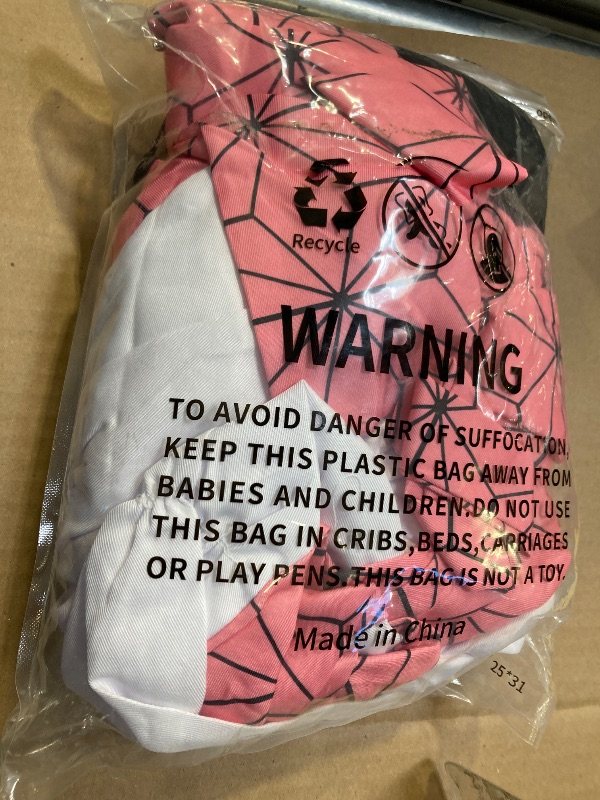 Recycle
WARNING
TO AVOID DANGER OF SUFFOCATION,
KEEP THIS PLASTIC BAG AWAY FROM
BABIES AND CHILDREN.DO NOT USE
THIS BAG IN CRIBS,BEDS,CARRIAGES
OR PLAY PENS.THIS BAG IS NOT A TOY.
Made in China
25*31